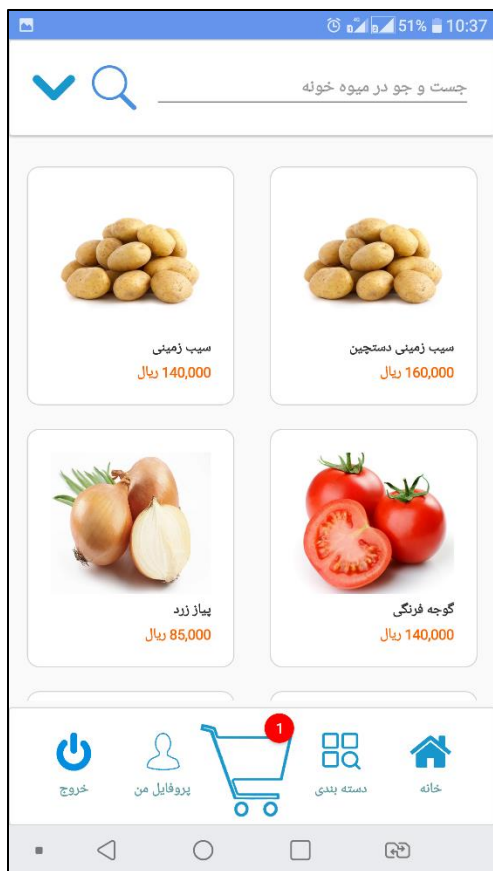 51% 10:37
جست و جو در میوه خونه
سیب زمینی دستچین
160,000 ریال
سیب زمینی
140,000 ریال
گوجه فرنگی
140,000 ریال
پیاز زرد
85,000 ریال
1
خانه
دسته بندی
پروفایل من
خروج